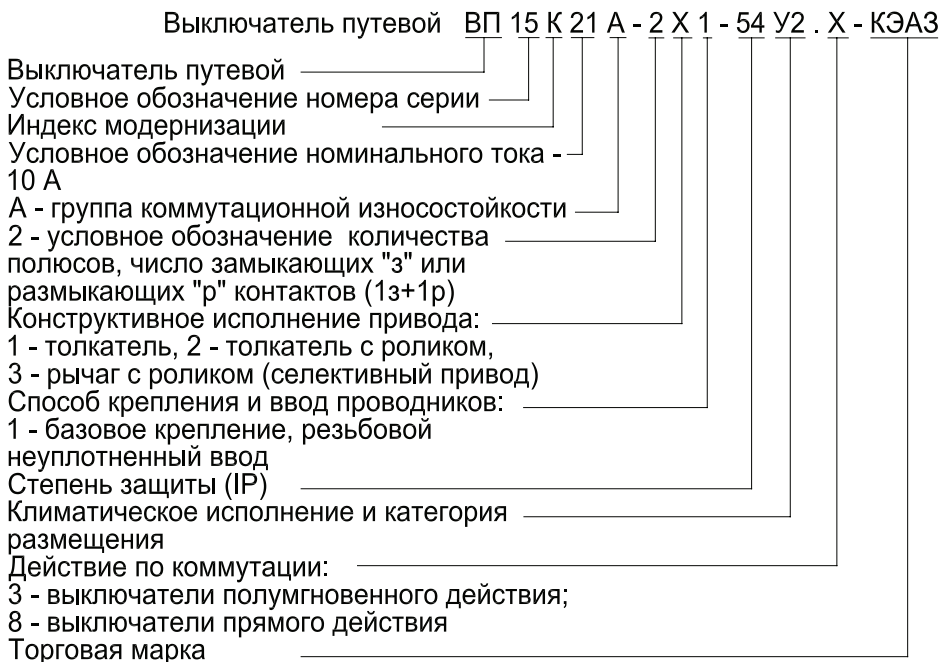 Выключатель путевой ВП 15 К 21 А - 2 Х 1 - 54 У2 . Х - КЭАЗ
Выключатель путевой
Условное обозначение номера серии
Индекс модернизации
Условное обозначение номинального тока -
10 А
А - группа коммутационной износостойкости
2 - условное обозначение количества
полюсов, число замыкающих "з" или
размыкающих "р" контактов (1з+1р)
Конструктивное исполнение привода:
1 - толкатель, 2 - толкатель с роликом,
3 - рычаг с роликом (селективный привод)
Способ крепления и ввод проводников:
1 - базовое крепление, резьбовой
неуплотненный ввод
Степень защиты (IP)
Климатическое исполнение и категория
размещения
Действие по коммутации:
3 - выключатели полумгновенного действия;
8 - выключатели прямого действия
Торговая марка